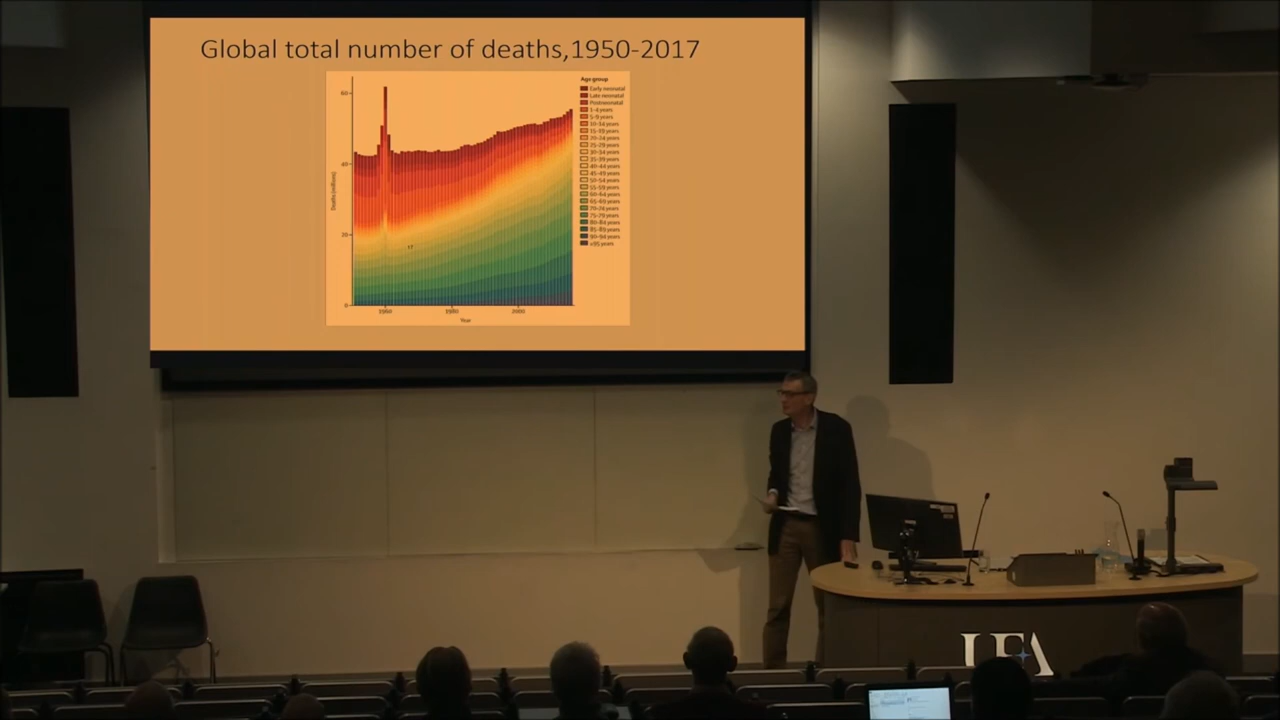 Global total number of deaths,1950-2017
Age group
Early neonatal
Late neonatal
Postneonatal
1–4 years
5–9 years
10–14 years
15–19 years
20–24 years
25–29 years
30–34 years
35–39 years
40–44 years
45–49 years
50–54 years
55–59 years
60–64 years
65–69 years
70–74 years
75–79 years
80–84 years
85–89 years
90–94 years
≥95 years
Deaths (millions)
60
40
20
0
1960
1980
2000
Year
UEA